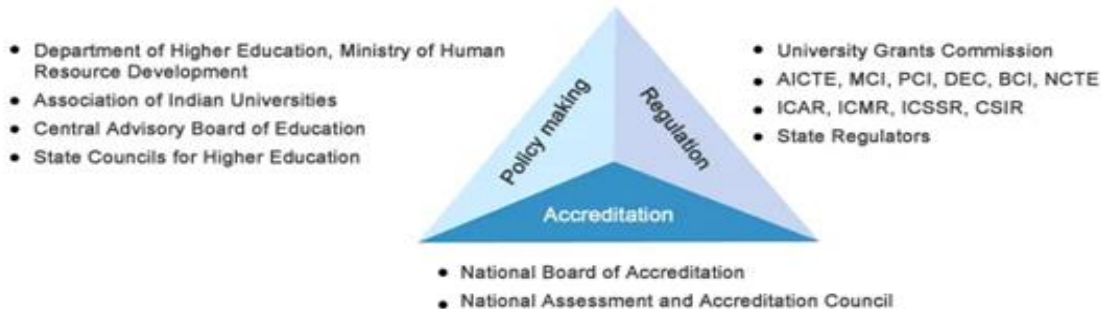 • Department of Higher Education, Ministry of Human
Resource Development
• Association of Indian Universities
• Central Advisory Board of Education
• State Councils for Higher Education
Policy making
Regulation
Accreditation
• University Grants Commission
• AICTE, MCI, PCI, DEC, BCI, NCTE
• ICAR, ICMR, ICSSR, CSIR
• State Regulators
• National Board of Accreditation
• National Assessment and Accreditation Council